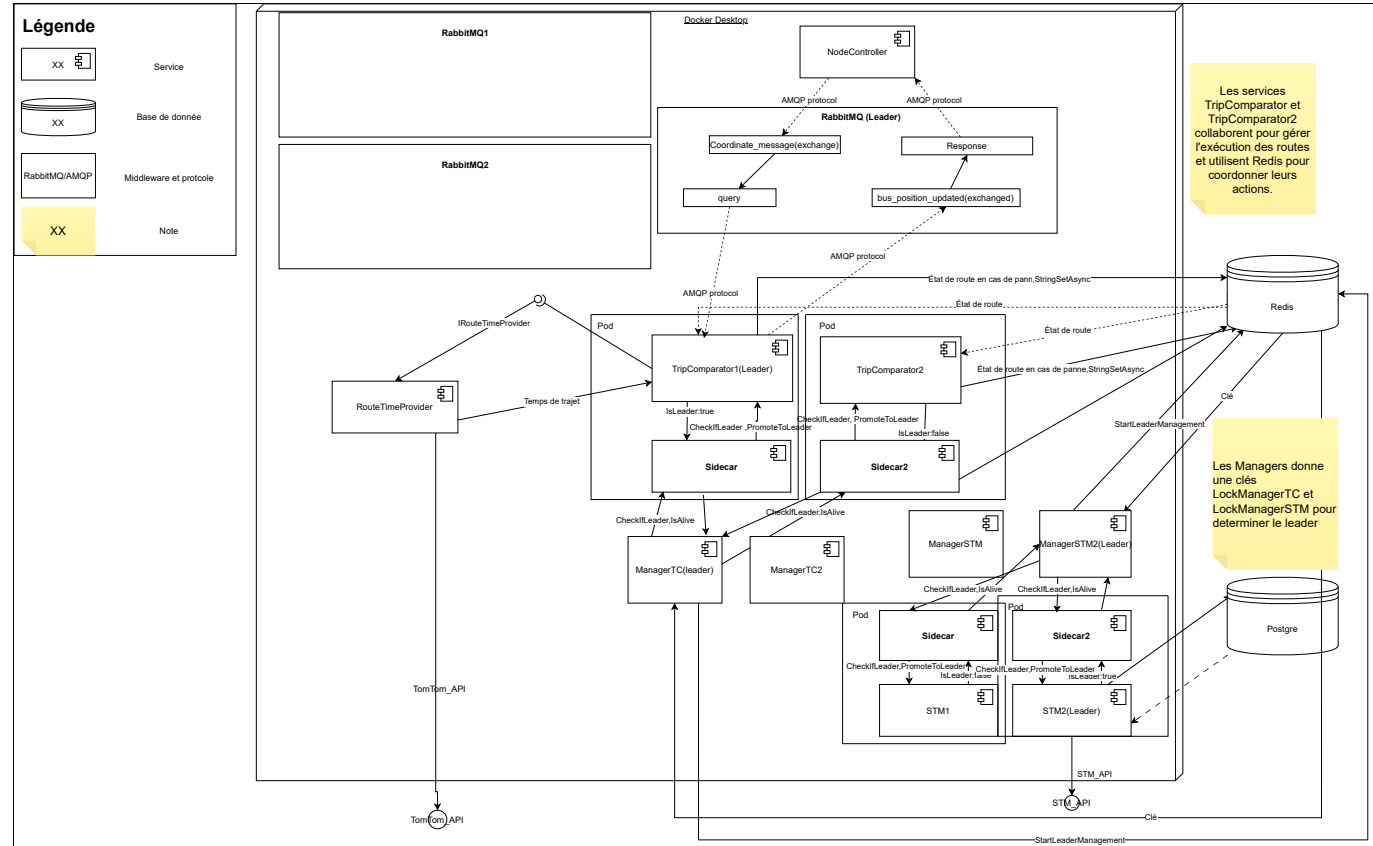 Légende
XX
Service
XX
Base de donnée
RabbitMQ/AMQP
Middleware et protcole
XX
Note
Docker Desktop
RabbitMQ1
RabbitMQ2
NodeController
AMQP protocol
AMQP protocol
RabbitMQ (Leader)
Coordinate_message(exchange)
Response
query
bus_position_updated(exchanged)
AMQP protocol
AMQP protocol
Les services
TripComparator et
TripComparator2
collaborent pour gérer
l'exécution des routes
et utilisent Redis pour
coordonner leurs
actions.
État de route en cas de pann,StringSetAsync
État de route
État de route
Redis
IRouteTimeProvider
Pod
Pod
TripComparator1(Leader)
TripComparator2
État de route en cas de panne,StringSetAsync
RouteTimeProvider
Temps de trajet
IsLeader:true
CheckIfLeader ,PromoteToLeader
CheckIfLeader, PromoteToLeader
IsLeader:false
Clé
StartLeaderManagement
Sidecar
Sidecar2
Les Managers donne
une clés
LockManagerTC et
LockManagerSTM pour
determiner le leader
CheckIfLeader,IsAlive
CheckIfLeader,IsAlive
ManagerTC(leader)
ManagerTC2
ManagerSTM
ManagerSTM2(Leader)
CheckIfLeader,IsAlive
CheckIfLeader,IsAlive
Pod
Pod
Sidecar
Sidecar2
Postgre
CheckIfLeader,PromoteToLeader
IsLeader:false
CheckIfLeader,PromoteToLeader
IsLeader:true
STM1
STM2(Leader)
TomTom_API
STM_API
STM_API
TomTom_API
Clé
StartLeaderManagement